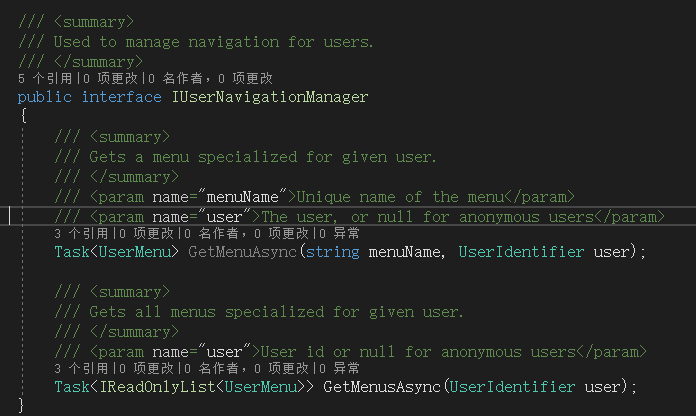 /// <summary>
/// Used to manage navigation for users.
/// </summary>
5 个引用|0 项更改|0 名作者，0 项更改
public interface IUserNavigationManager
{
/// <summary>
/// Gets a menu specialized for given user.
/// </summary>
/// <param name="menuName">Unique name of the menu</param>
/// <param name="user">The user, or null for anonymous users</param>
3 个引用|0 项更改|0 名作者，0 项更改|0 异常
Task<UserMenu> GetMenuAsync(string menuName, UserIdentifier user);
/// <summary>
/// Gets all menus specialized for given user.
/// </summary>
/// <param name="user">User id or null for anonymous users</param>
3 个引用|0 项更改|0 名作者，0 项更改|0 异常
Task<IReadOnlyList<UserMenu>> GetMenusAsync(UserIdentifier user);
}